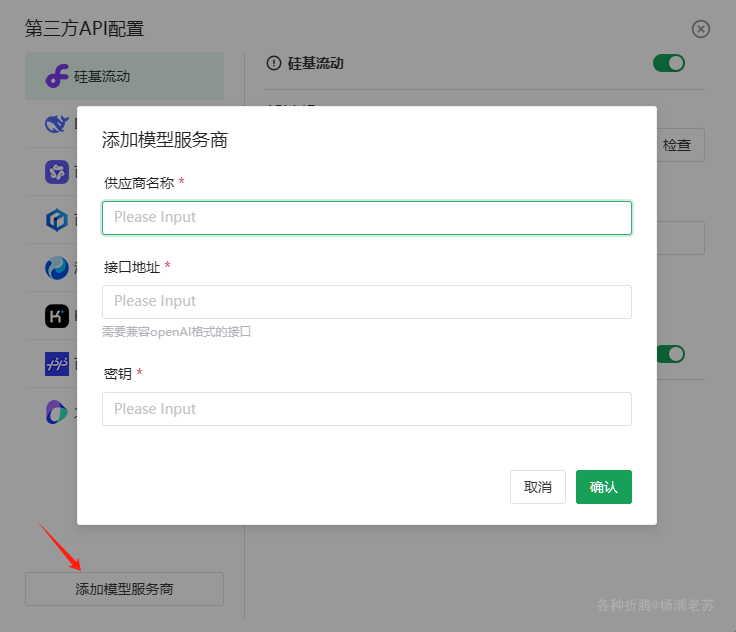 第三方API配置
硅基流动
硅基流动
检查
添加模型服务商
供应商名称 *
Please Input
接口地址 *
Please Input
需要兼容openAI格式的接口
密钥 *
Please Input
取消
确认
添加模型服务商
各种折腾@杨浦老苏